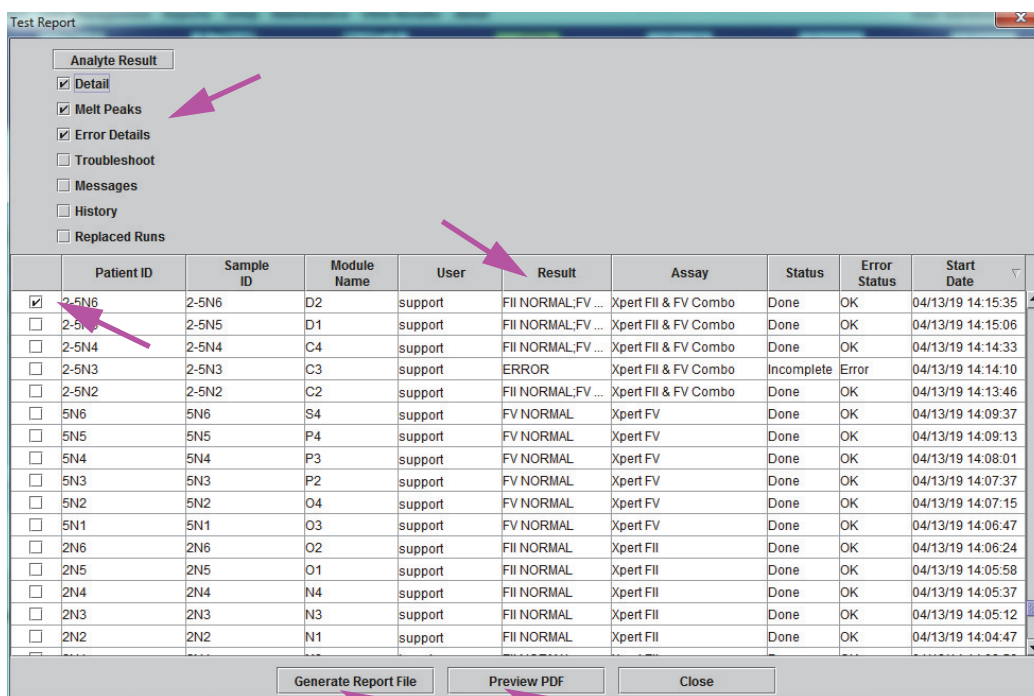 Test Report
Analyte Result
Detail
Melt Peaks
Error Details
Troubleshoot
Messages
History
Replaced Runs
Patient ID Sample ID Module Name User Result Assay Status Error Status Start Date
2-5N6 2-5N6 D2 support FII NORMAL;FV ... Xpert FII & FV Combo Done OK 04/13/19 14:15:35
2-5N5 D1 support FII NORMAL;FV ... Xpert FII & FV Combo Done OK 04/13/19 14:15:06
2-5N4 2-5N4 C4 support FII NORMAL;FV ... Xpert FII & FV Combo Done OK 04/13/19 14:14:33
2-5N3 2-5N3 C3 support ERROR Xpert FII & FV Combo Incomplete Error 04/13/19 14:14:10
2-5N2 2-5N2 C2 support FII NORMAL;FV ... Xpert FII & FV Combo Done OK 04/13/19 14:13:46
5N6 5N6 S4 support FV NORMAL Xpert FV Done OK 04/13/19 14:09:37
5N5 5N5 P4 support FV NORMAL Xpert FV Done OK 04/13/19 14:09:13
5N4 5N4 P3 support FV NORMAL Xpert FV Done OK 04/13/19 14:08:01
5N3 5N3 P2 support FV NORMAL Xpert FV Done OK 04/13/19 14:07:37
5N2 5N2 O4 support FV NORMAL Xpert FV Done OK 04/13/19 14:07:15
5N1 5N1 O3 support FV NORMAL Xpert FV Done OK 04/13/19 14:06:47
2N6 2N6 O2 support FII NORMAL Xpert FII Done OK 04/13/19 14:06:24
2N5 2N5 O1 support FII NORMAL Xpert FII Done OK 04/13/19 14:05:58
2N4 2N4 N4 support FII NORMAL Xpert FII Done OK 04/13/19 14:05:37
2N3 2N3 N3 support FII NORMAL Xpert FII Done OK 04/13/19 14:05:12
2N2 2N2 N1 support FII NORMAL Xpert FII Done OK 04/13/19 14:04:47
Generate Report File Preview PDF Close